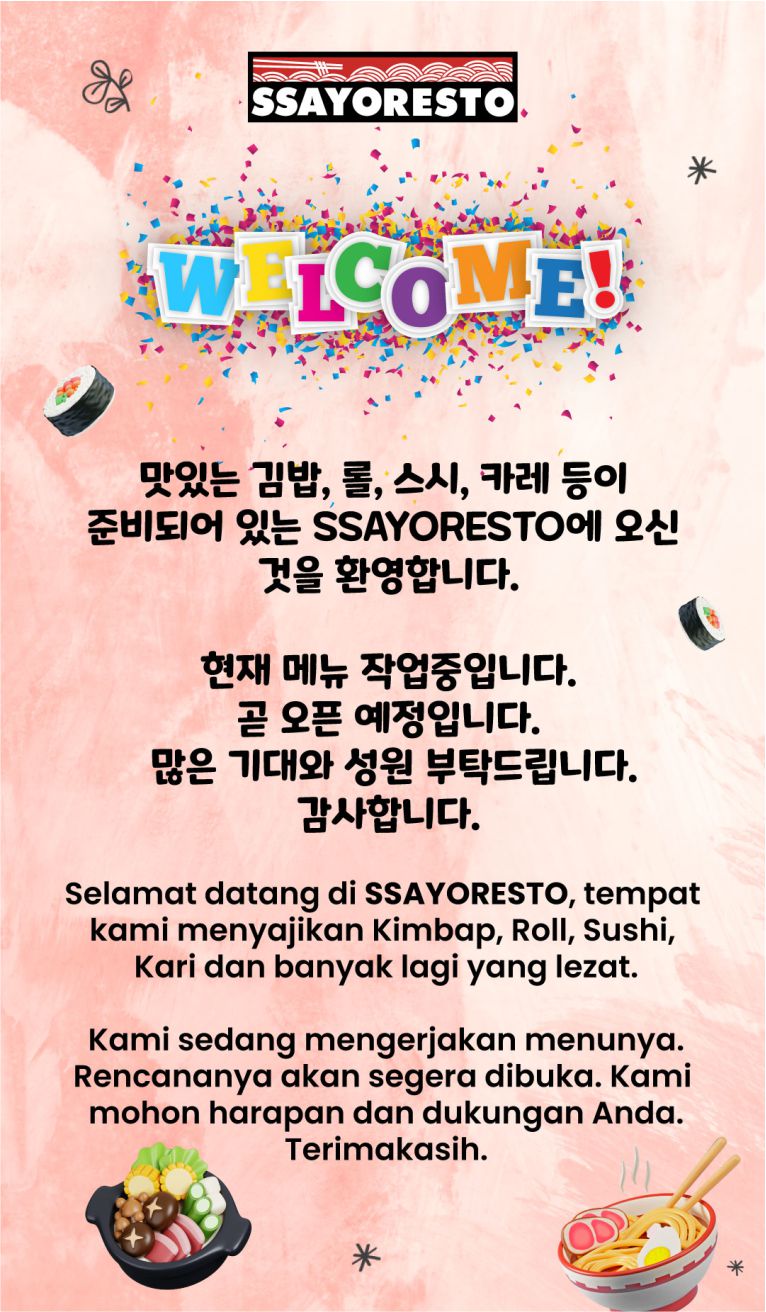 SSAYORESTO
WELCOME!
맛있는 김밥, 롤, 스시, 카레 등이
준비되어 있는 SSAYORESTO에 오신
것을 환영합니다.
현재 메뉴 작업중입니다.
곧 오픈 예정입니다.
많은 기대와 성원 부탁드립니다.
감사합니다.
Selamat datang di SSAYORESTO, tempat
kami menyajikan Kimbap, Roll, Sushi,
Kari dan banyak lagi yang lezat.
Kami sedang mengerjakan menunya.
Rencananya akan segera dibuka. Kami
mohon harapan dan dukungan Anda.
Terimakasih.